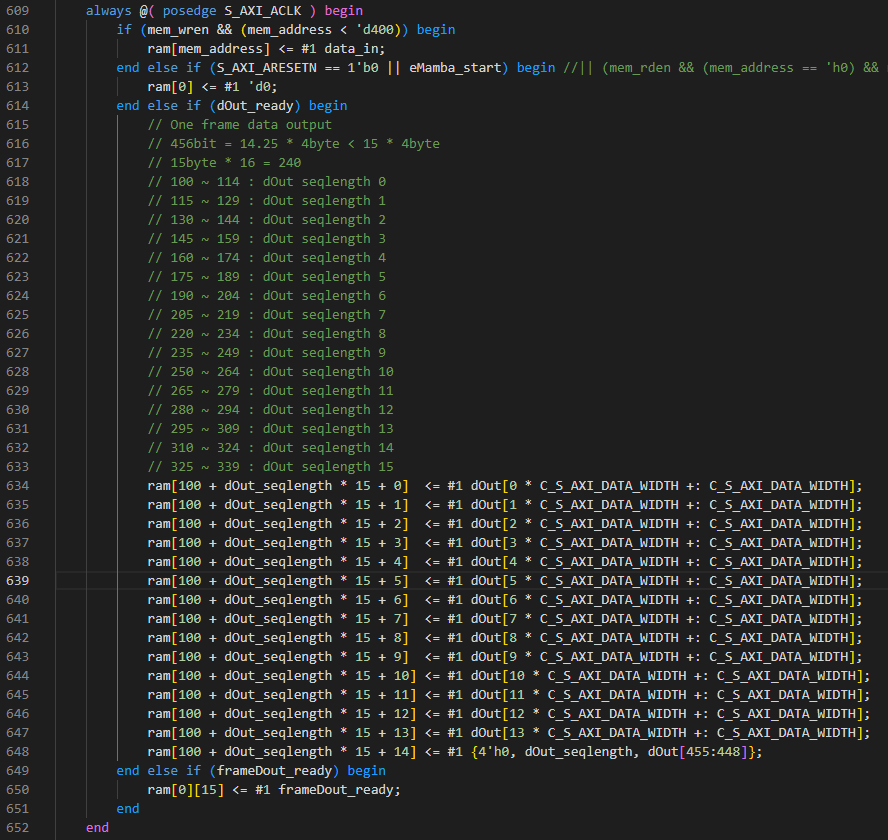 609 always @( posedge S_AXI_ACLK ) begin
610 if (mem_wren && (mem_address < 'd400)) begin
611 ram[mem_address] <= #1 data_in;
612 end else if (S_AXI_ARESETN == 1'b0 || eMamba_start) begin //|| (mem_rden && (mem_address == 'h0) &&
613 ram[0] <= #1 'd0;
614 end else if (dOut_ready) begin
615 // One frame data output
616 // 456bit = 14.25 * 4byte < 15 * 4byte
617 // 15byte * 16 = 240
618 // 100 ~ 114 : dOut seqlength 0
619 // 115 ~ 129 : dOut seqlength 1
620 // 130 ~ 144 : dOut seqlength 2
621 // 145 ~ 159 : dOut seqlength 3
622 // 160 ~ 174 : dOut seqlength 4
623 // 175 ~ 189 : dOut seqlength 5
624 // 190 ~ 204 : dOut seqlength 6
625 // 205 ~ 219 : dOut seqlength 7
626 // 220 ~ 234 : dOut seqlength 8
627 // 235 ~ 249 : dOut seqlength 9
628 // 250 ~ 264 : dOut seqlength 10
629 // 265 ~ 279 : dOut seqlength 11
630 // 280 ~ 294 : dOut seqlength 12
631 // 295 ~ 309 : dOut seqlength 13
632 // 310 ~ 324 : dOut seqlength 14
633 // 325 ~ 339 : dOut seqlength 15
634 ram[100 + dOut_seqlength * 15 + 0] <= #1 dOut[0 * C_S_AXI_DATA_WIDTH +: C_S_AXI_DATA_WIDTH];
635 ram[100 + dOut_seqlength * 15 + 1] <= #1 dOut[1 * C_S_AXI_DATA_WIDTH +: C_S_AXI_DATA_WIDTH];
636 ram[100 + dOut_seqlength * 15 + 2] <= #1 dOut[2 * C_S_AXI_DATA_WIDTH +: C_S_AXI_DATA_WIDTH];
637 ram[100 + dOut_seqlength * 15 + 3] <= #1 dOut[3 * C_S_AXI_DATA_WIDTH +: C_S_AXI_DATA_WIDTH];
638 ram[100 + dOut_seqlength * 15 + 4] <= #1 dOut[4 * C_S_AXI_DATA_WIDTH +: C_S_AXI_DATA_WIDTH];
639 ram[100 + dOut_seqlength * 15 + 5] <= #1 dOut[5 * C_S_AXI_DATA_WIDTH +: C_S_AXI_DATA_WIDTH];
640 ram[100 + dOut_seqlength * 15 + 6] <= #1 dOut[6 * C_S_AXI_DATA_WIDTH +: C_S_AXI_DATA_WIDTH];
641 ram[100 + dOut_seqlength * 15 + 7] <= #1 dOut[7 * C_S_AXI_DATA_WIDTH +: C_S_AXI_DATA_WIDTH];
642 ram[100 + dOut_seqlength * 15 + 8] <= #1 dOut[8 * C_S_AXI_DATA_WIDTH +: C_S_AXI_DATA_WIDTH];
643 ram[100 + dOut_seqlength * 15 + 9] <= #1 dOut[9 * C_S_AXI_DATA_WIDTH +: C_S_AXI_DATA_WIDTH];
644 ram[100 + dOut_seqlength * 15 + 10] <= #1 dOut[10 * C_S_AXI_DATA_WIDTH +: C_S_AXI_DATA_WIDTH];
645 ram[100 + dOut_seqlength * 15 + 11] <= #1 dOut[11 * C_S_AXI_DATA_WIDTH +: C_S_AXI_DATA_WIDTH];
646 ram[100 + dOut_seqlength * 15 + 12] <= #1 dOut[12 * C_S_AXI_DATA_WIDTH +: C_S_AXI_DATA_WIDTH];
647 ram[100 + dOut_seqlength * 15 + 13] <= #1 dOut[13 * C_S_AXI_DATA_WIDTH +: C_S_AXI_DATA_WIDTH];
648 ram[100 + dOut_seqlength * 15 + 14] <= #1 {4'h0, dOut_seqlength, dOut[455:448]};
649 end else if (frameDout_ready) begin
650 ram[0][15] <= #1 frameDout_ready;
651 end
652 end